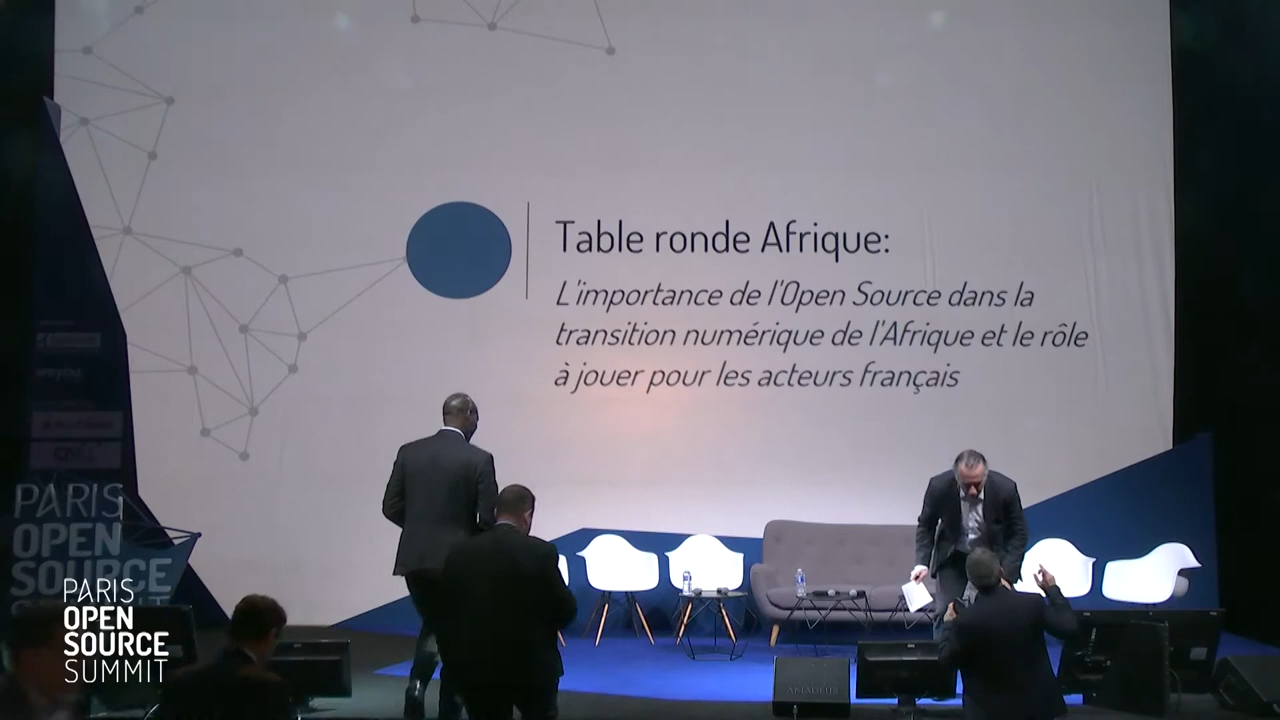 Table ronde Afrique:
L'importance de l'Open Source dans la
transition numérique de l'Afrique et le rôle
à jouer pour les acteurs français
PARIS
OPEN
SOURCE
PARIS
OPEN
SOURCE
SUMMIT
AMADEUS